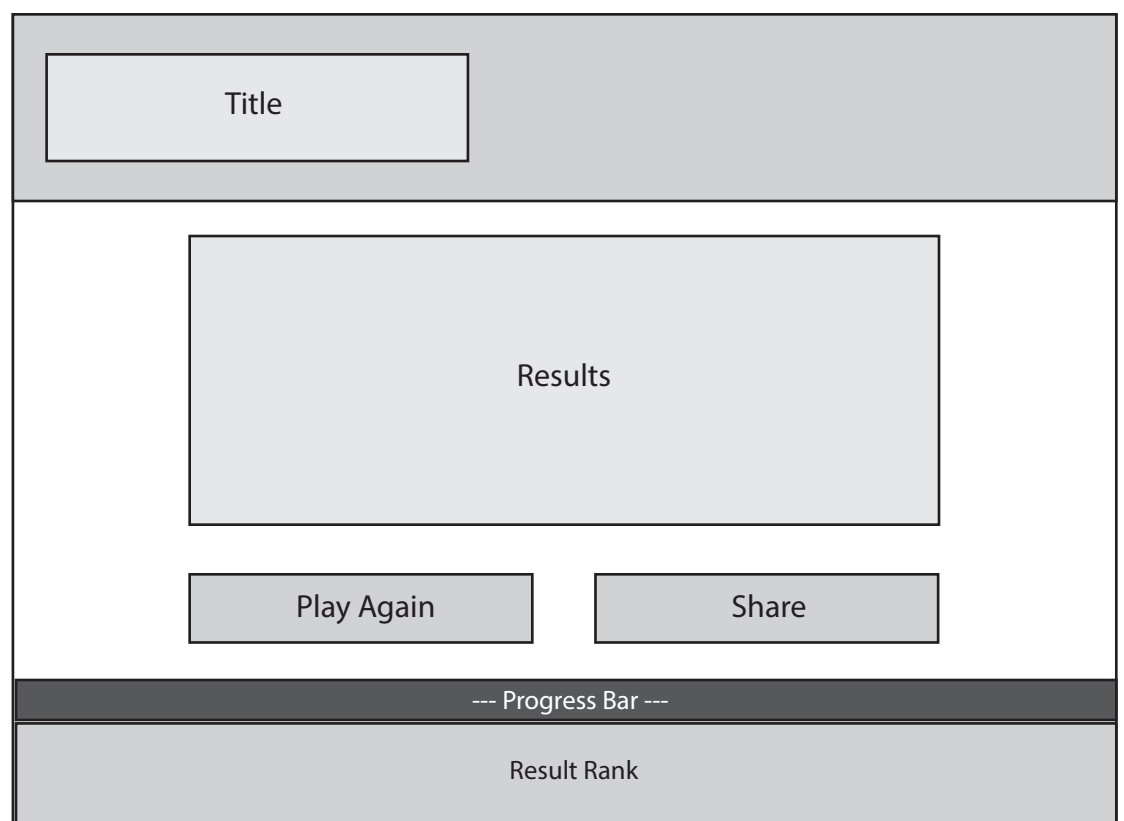 Title
Results
Play Again
Share
--- Progress Bar ---
Result Rank